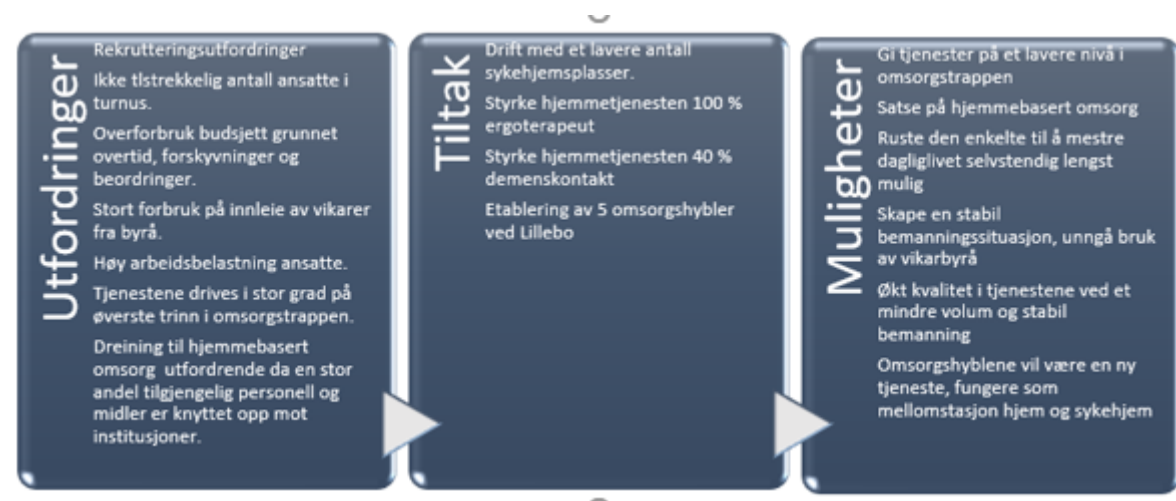 Utfordringer
Rekrutteringsutfordringer
Ikke tlstrekkelig antall ansatte i
turnus.
Overforbruk budsjett grunnet
overtid, forskyvninger og
beordringer.
Stort forbruk på innleie av vikarer
fra byrå.
Høy arbeidsbelastning ansatte.
Tjenestene drives i stor grad på
øverste trinn i omsorgstrappen.
Dreining til hjemmebasert
omsorg utfordrende da en stor
andel tilgjengelig personell og
midler er knyttet opp mot
institusjoner.
Tiltak
Drift med et lavere antall
sykehjemsplasser.
Styrke hjemmetjenesten 100 %
ergoterapeut
Styrke hjemmetjenesten 40 %
demenskontakt
Etablering av 5 omsorgshybler
ved Lillebo
Muligheter
Gi tjenester på et lavere nivå i
omsorgstrappen
Satse på hjemmebasert omsorg
Ruste den enkelte til å mestre
dagliglivet selvstendig lengst
mulig
Skape en stabil
bemanningssituasjon, unngå bruk
av vikarbyrå
Økt kvalitet i tjenestene ved et
mindre volum og stabil
bemanning
Omsorgshyblene vil være en ny
tjeneste, fungere som
mellomstasjon hjem og sykehjem